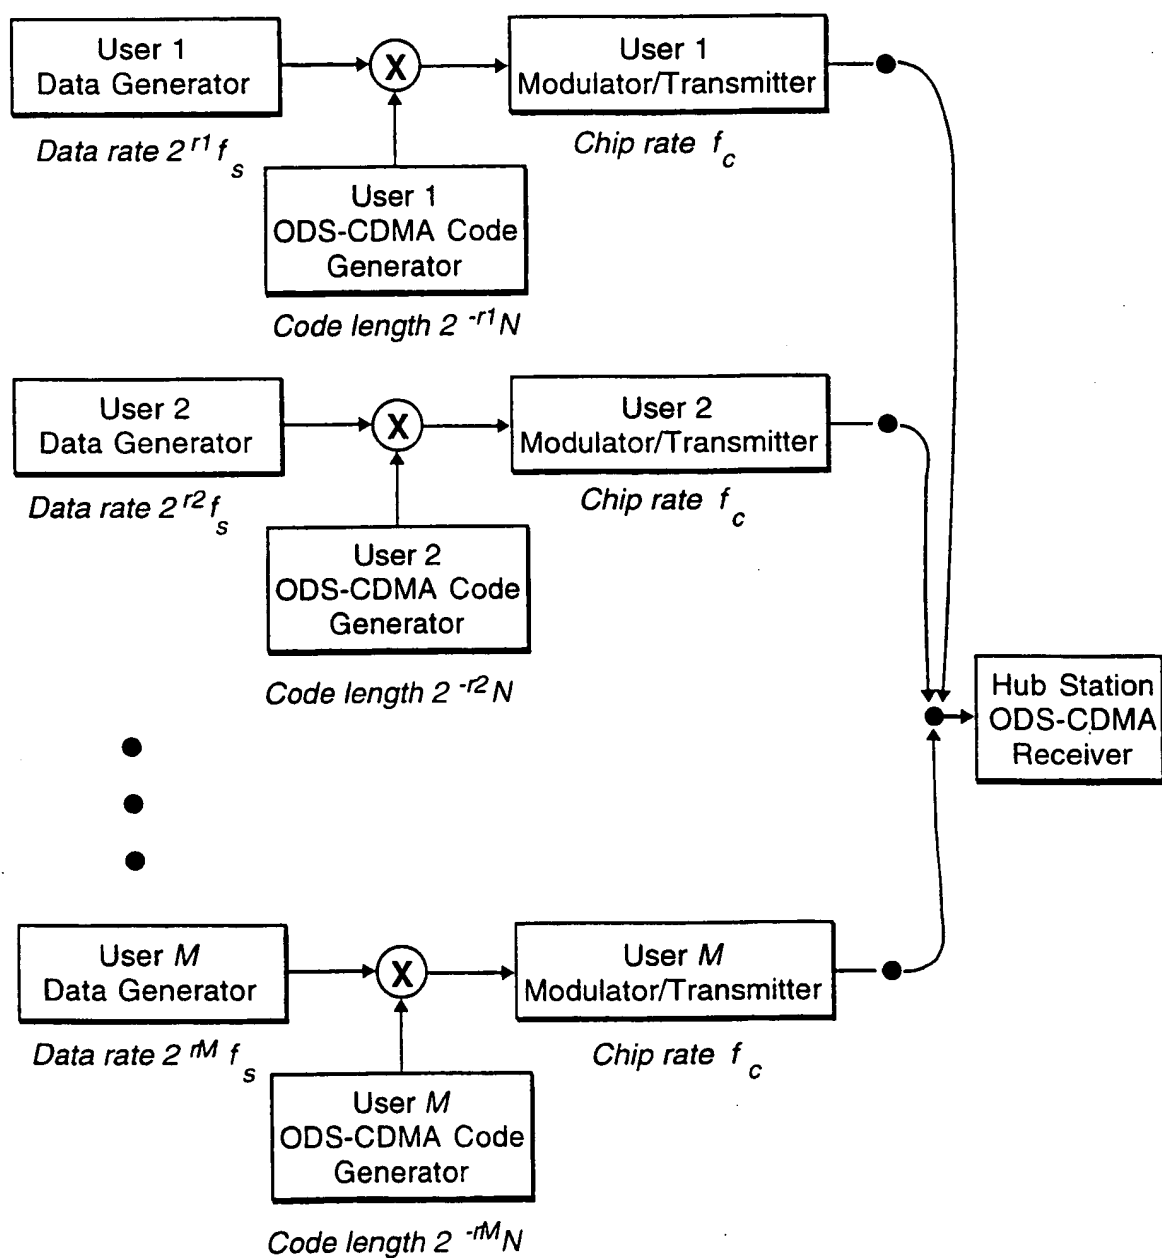 User 1
Data Generator
X
User 1
Modulator/Transmitter
Data rate 2^r1 f_s
Chip rate f_c
User 1
ODS-CDMA Code
Generator
Code length 2^-r1 N
User 2
Data Generator
X
User 2
Modulator/Transmitter
Data rate 2^r2 f_s
Chip rate f_c
User 2
ODS-CDMA Code
Generator
Code length 2^-r2 N
Hub Station
ODS-CDMA
Receiver
User M
Data Generator
X
User M
Modulator/Transmitter
Data rate 2^rM f_s
Chip rate f_c
User M
ODS-CDMA Code
Generator
Code length 2^-rM N